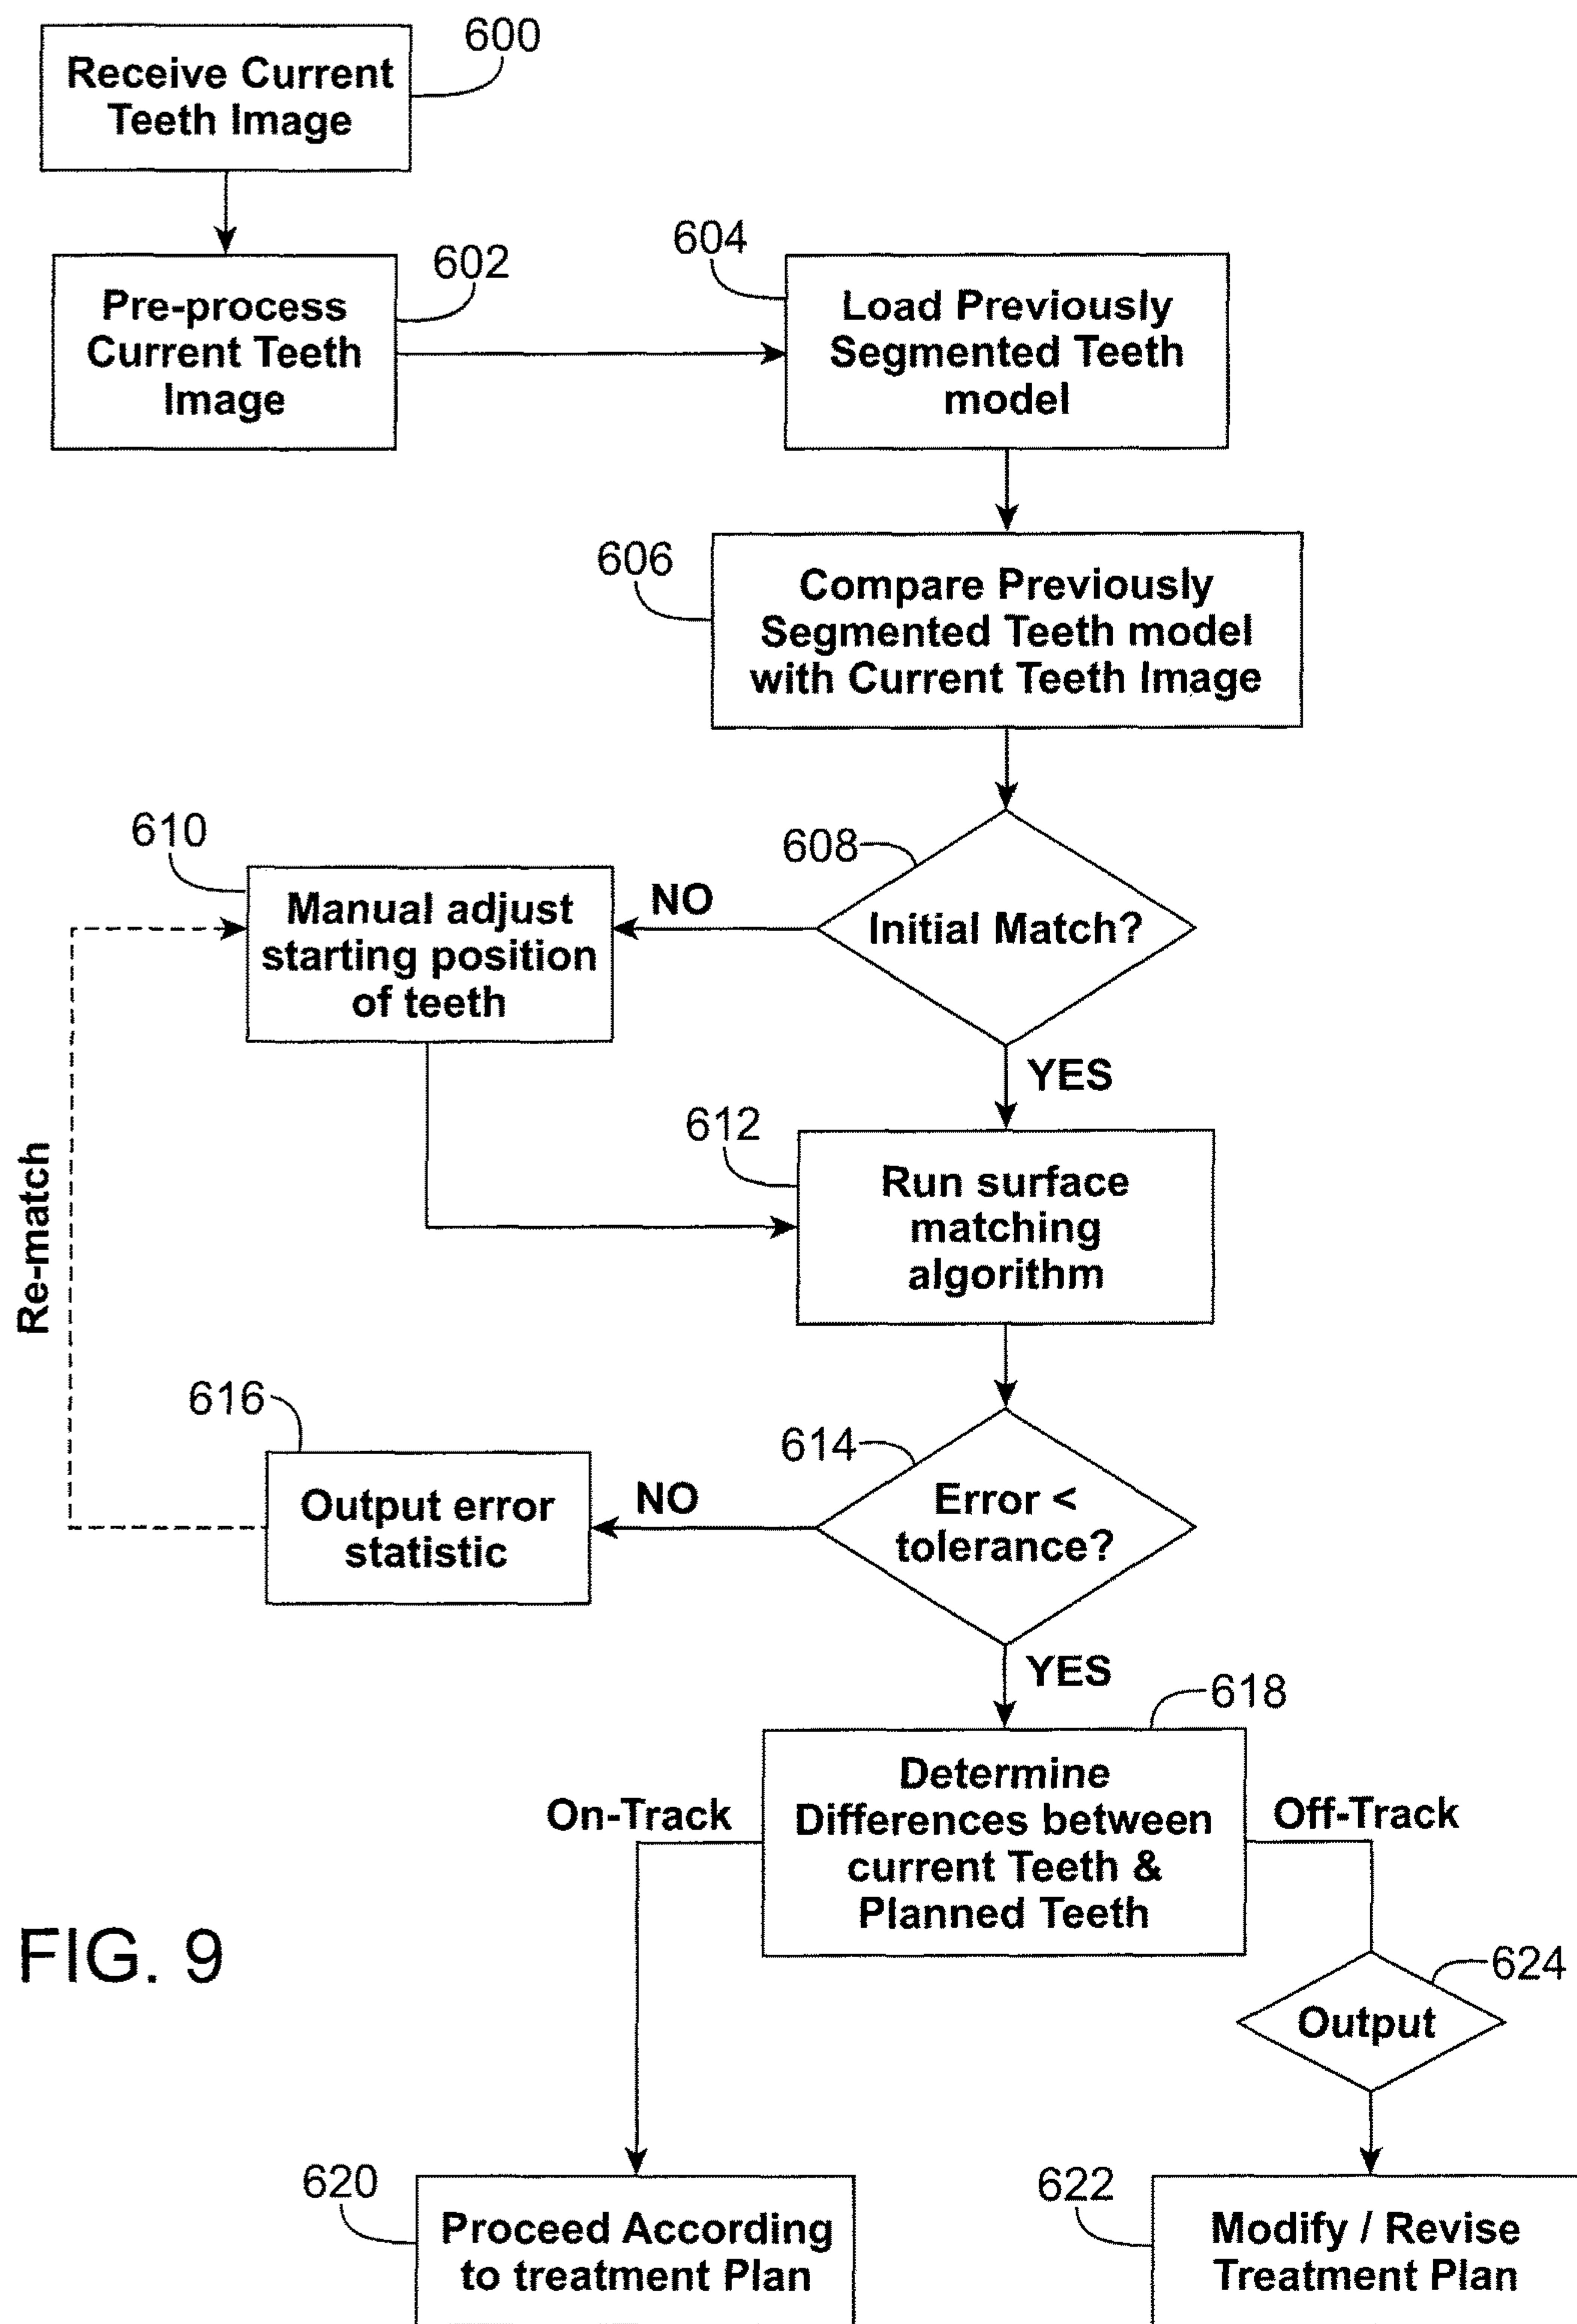 600
Receive Current
Teeth Image
602
Pre-process
Current Teeth
Image
604
Load Previously
Segmented Teeth
model
606
Compare Previously
Segmented Teeth model
with Current Teeth Image
608
Initial Match?
NO
610
Manual adjust
starting position
of teeth
YES
612
Run surface
matching
algorithm
Re-match
614
Error <
tolerance?
NO
616
Output error
statistic
YES
618
Determine
Differences between
current Teeth &
Planned Teeth
On-Track
Off-Track
624
Output
FIG. 9
620
Proceed According
to treatment Plan
622
Modify / Revise
Treatment Plan